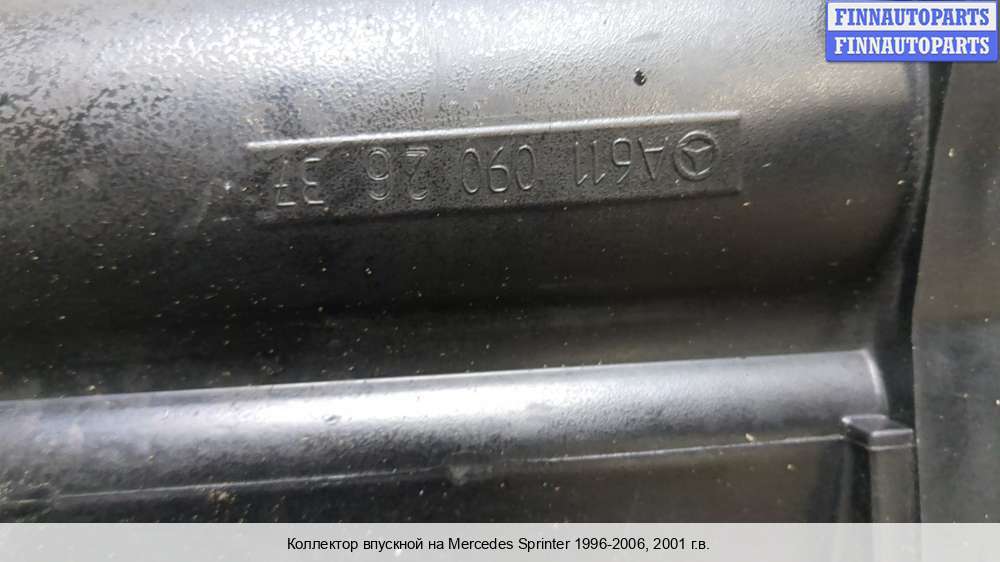 FINNAUTOPARTS
FINNAUTOPARTS
A611 090 26 37
Коллектор впускной на Mercedes Sprinter 1996-2006, 2001 г.в.